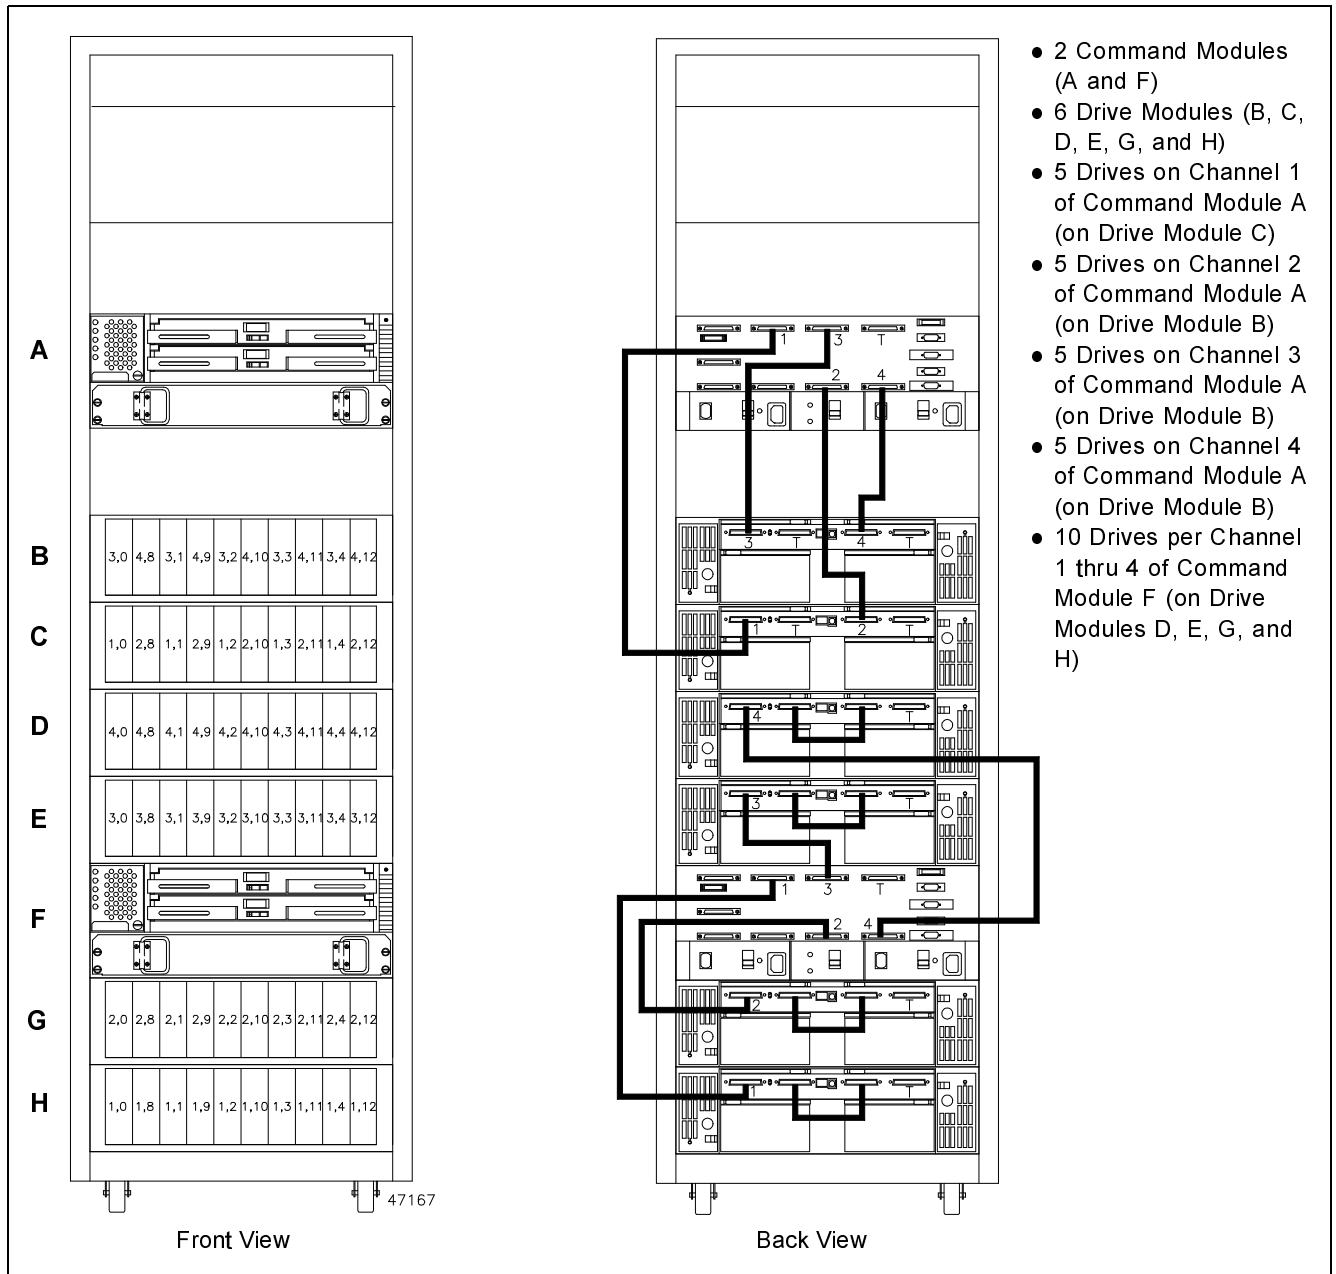 A
B
3,0 4,8 3,1 4,9 3,2 4,10 3,3 4,11 3,4 4,12
C
1,0 2,8 1,1 2,9 1,2 2,10 1,3 2,11 1,4 2,12
D
4,0 4,8 4,1 4,9 4,2 4,10 4,3 4,11 4,4 4,12
E
3,0 3,8 3,1 3,9 3,2 3,10 3,3 3,11 3,4 3,12
F
G
2,0 2,8 2,1 2,9 2,2 2,10 2,3 2,11 2,4 2,12
H
1,0 1,8 1,1 1,9 1,2 1,10 1,3 1,11 1,4 1,12
47167
Front View
1 3 T
2 4
3 T 4 T
1 T 2 T
4 T
3 T
1 3 T
2 4
2 T
1 T
Back View
● 2 Command Modules
(A and F)
● 6 Drive Modules (B, C,
D, E, G, and H)
● 5 Drives on Channel 1
of Command Module A
(on Drive Module C)
● 5 Drives on Channel 2
of Command Module A
(on Drive Module B)
● 5 Drives on Channel 3
of Command Module A
(on Drive Module B)
● 5 Drives on Channel 4
of Command Module A
(on Drive Module B)
● 10 Drives per Channel
1 thru 4 of Command
Module F (on Drive
Modules D, E, G, and
H)